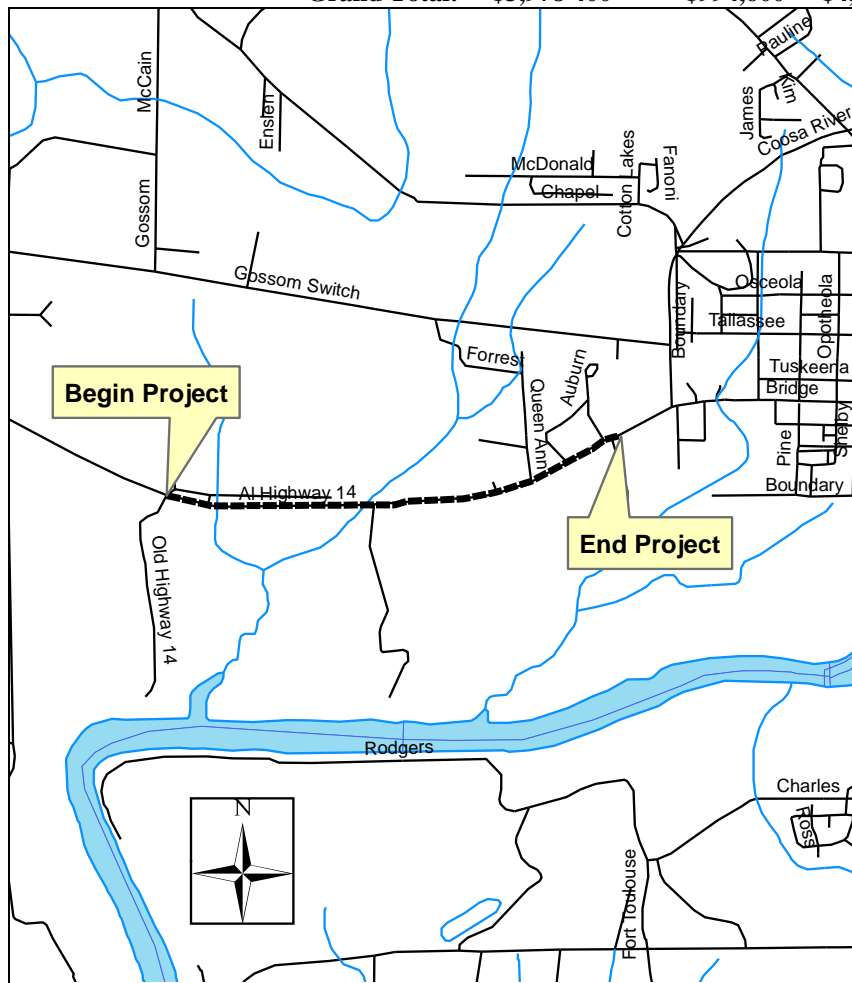 Pauline
McCain
Kim
James
Enslen
Coosa River
McDonald
Cotton Lakes
Fanoni
Chapel
Gossom
Gossom Switch
Osceola
Boundary
Opotheola
Tallassee
Forrest
Auburn
Tuskeena
Begin Project
Queen Ann
Bridge
Shelby
Pine
Al Highway 14
Boundary
End Project
Old Highway 14
Rodgers
Charles
N
Ross
Fort Toulouse